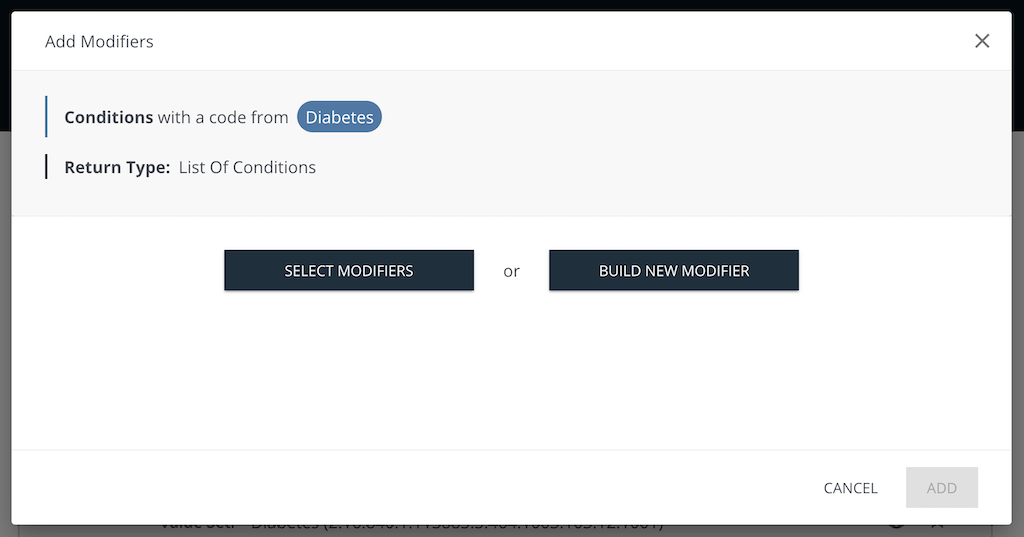 Add Modifiers
Conditions with a code from Diabetes
Return Type: List Of Conditions
SELECT MODIFIERS or BUILD NEW MODIFIER
CANCEL ADD